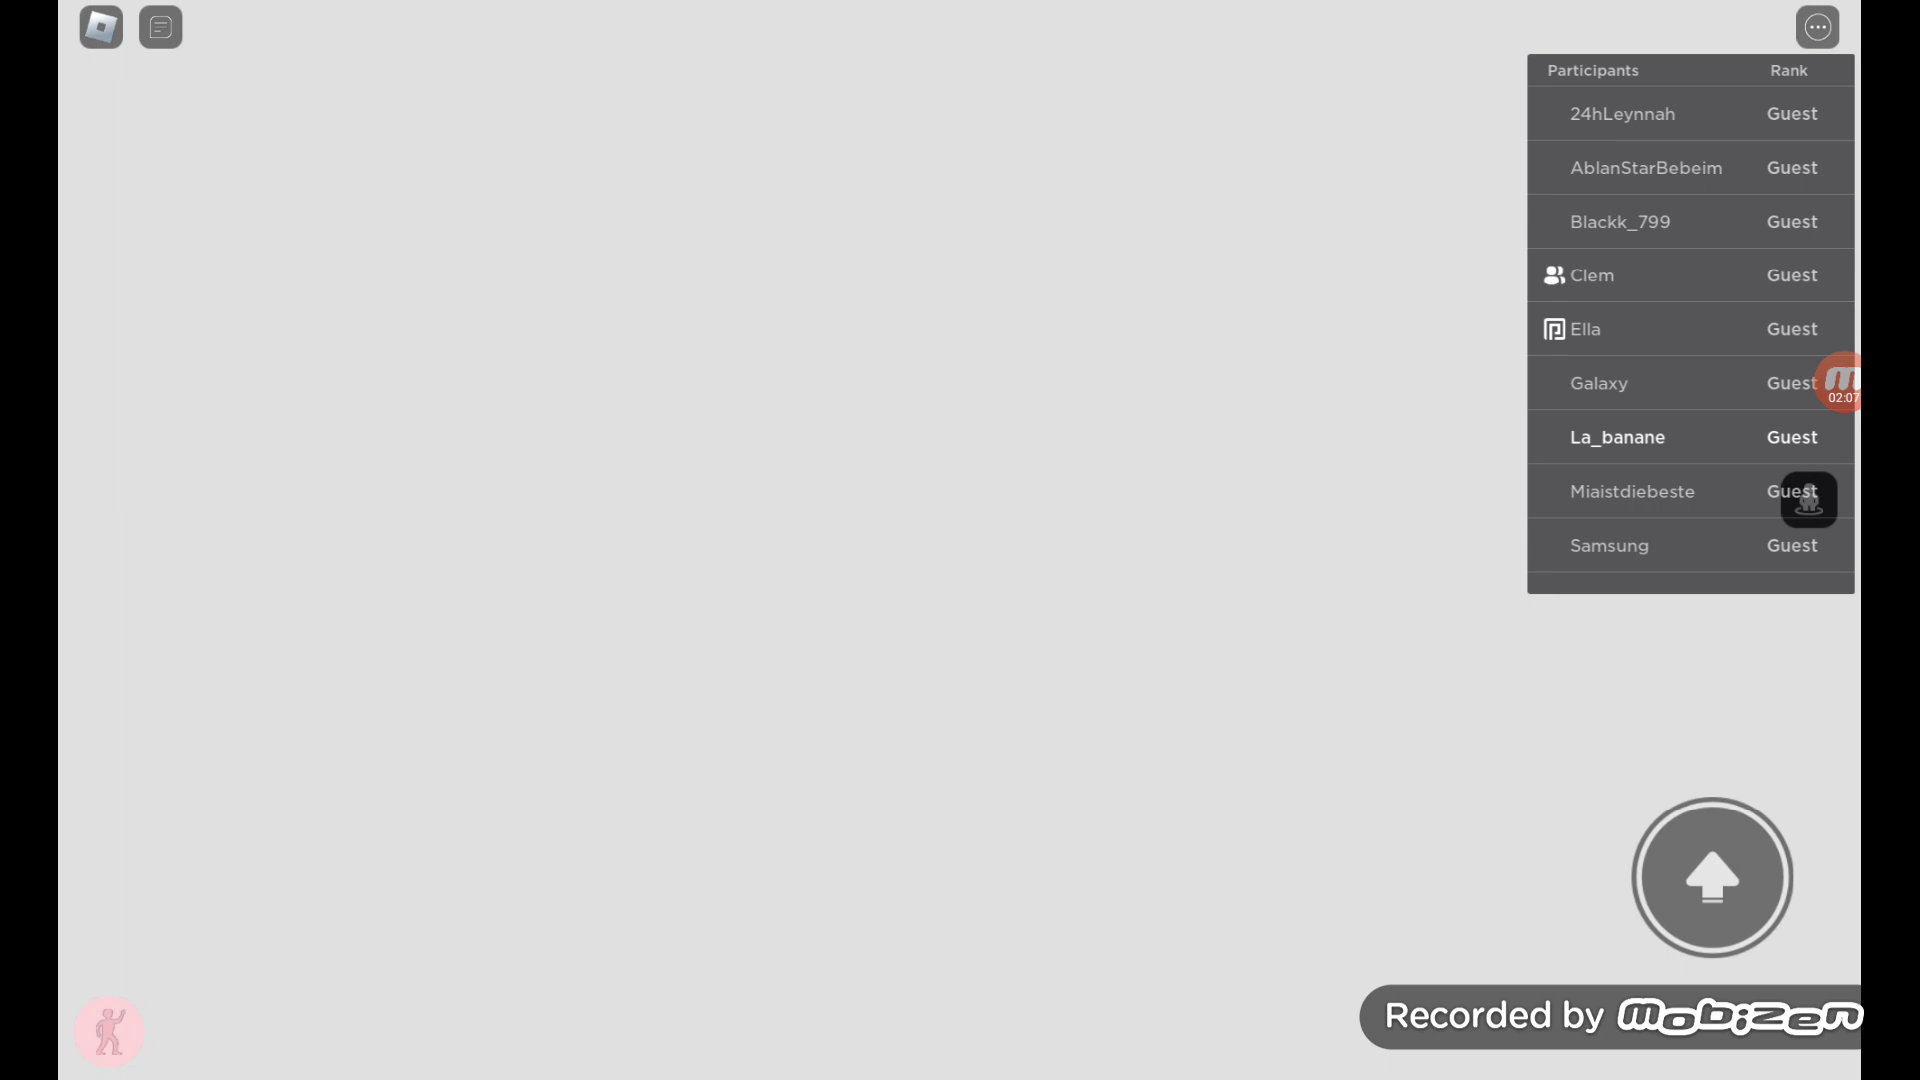 Participants Rank
24hLeynnah Guest
AblanStarBebeim Guest
Blackk_799 Guest
Clem Guest
Ella Guest
Galaxy Guest
02:07
La_banane Guest
Miaistdiebeste Guest
Samsung Guest
Recorded by mobizen